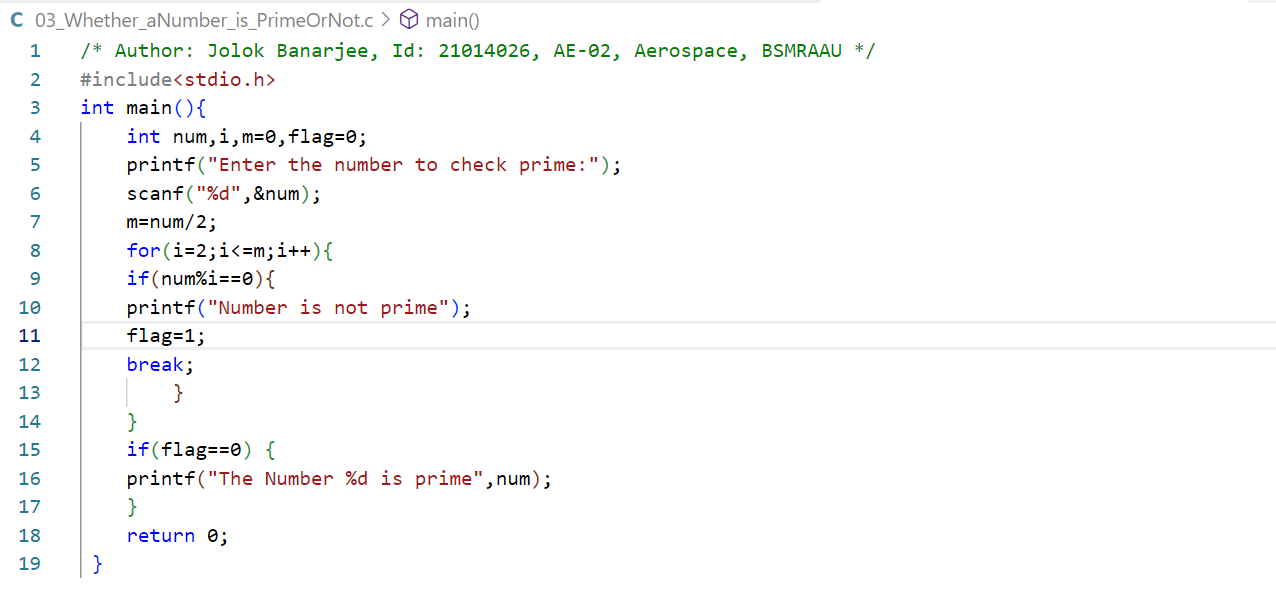 C 03_Whether_aNumber_is_PrimeOrNot.c > main()
1 /* Author: Jolok Banarjee, Id: 21014026, AE-02, Aerospace, BSMRAAU */
2 #include<stdio.h>
3 int main(){
4     int num,i,m=0,flag=0;
5     printf("Enter the number to check prime:");
6     scanf("%d",&num);
7     m=num/2;
8     for(i=2;i<=m;i++){
9     if(num%i==0){
10     printf("Number is not prime");
11     flag=1;
12     break;
13         }
14     }
15     if(flag==0) {
16     printf("The Number %d is prime",num);
17     }
18     return 0;
19  }